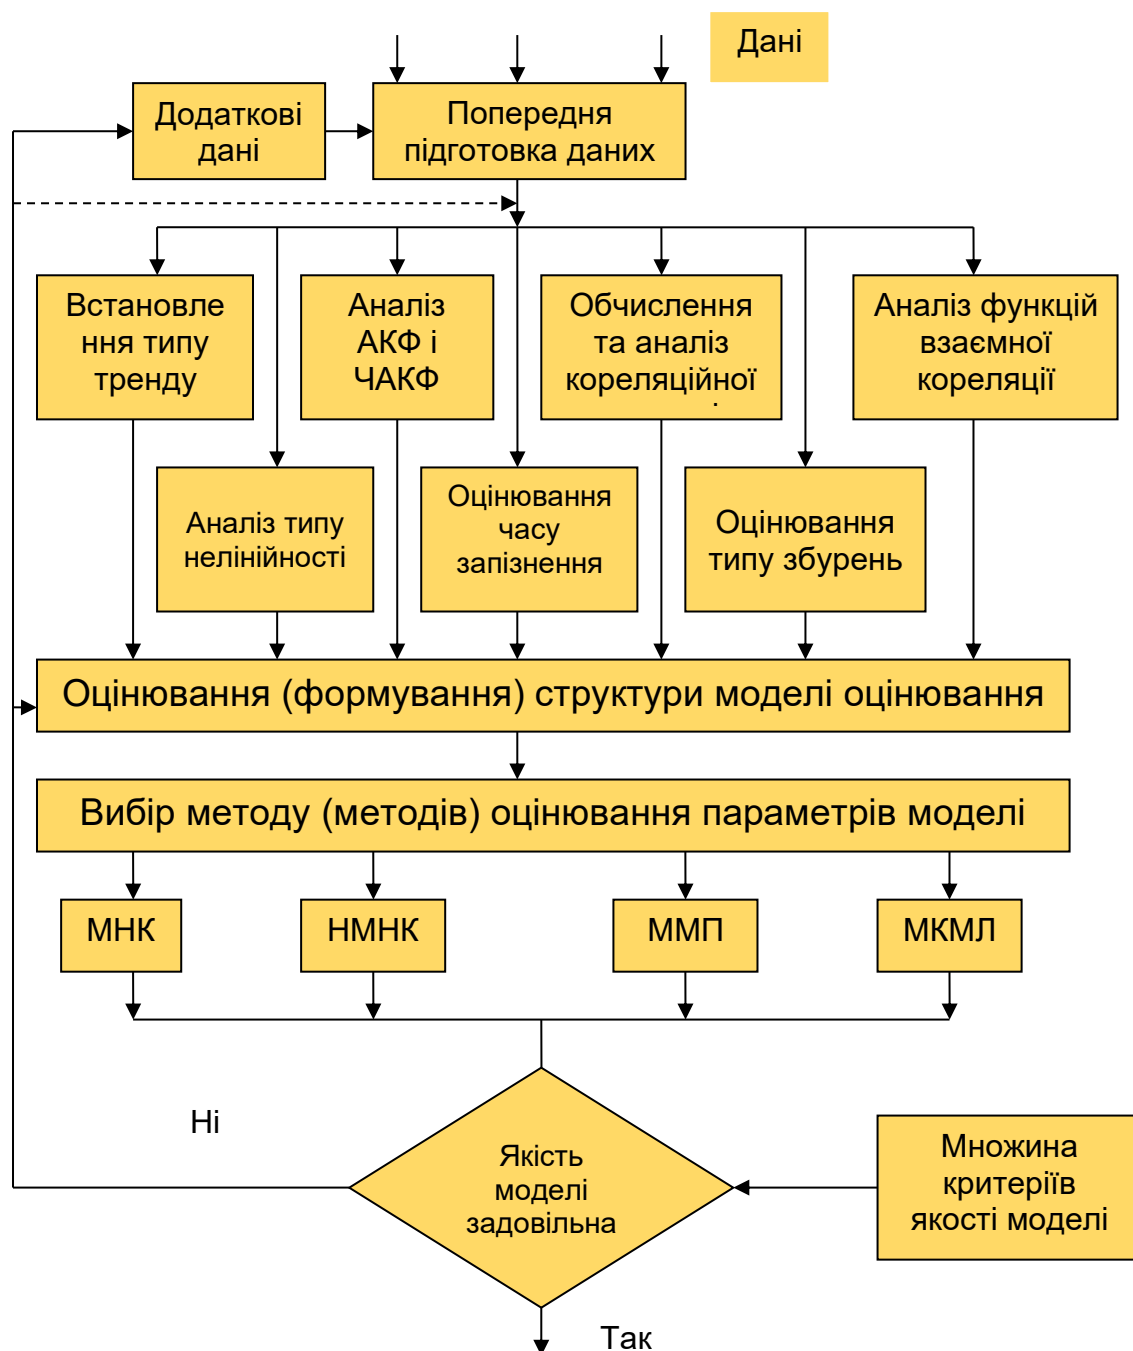 Дані
Додаткові
дані
Попередня
підготовка даних
Встановле
ння типу
тренду
Аналіз
АКФ і
ЧАКФ
Обчислення
та аналіз
кореляційної
Аналіз функцій
взаємної
кореляції
Аналіз типу
нелінійності
Оцінювання
часу
запізнення
Оцінювання
типу збурень
Оцінювання (формування) структури моделі оцінювання
Вибір методу (методів) оцінювання параметрів моделі
МНК
НМНК
ММП
МКМЛ
Ні
Якість
моделі
задовільна
Множина
критеріїв
якості моделі
Так